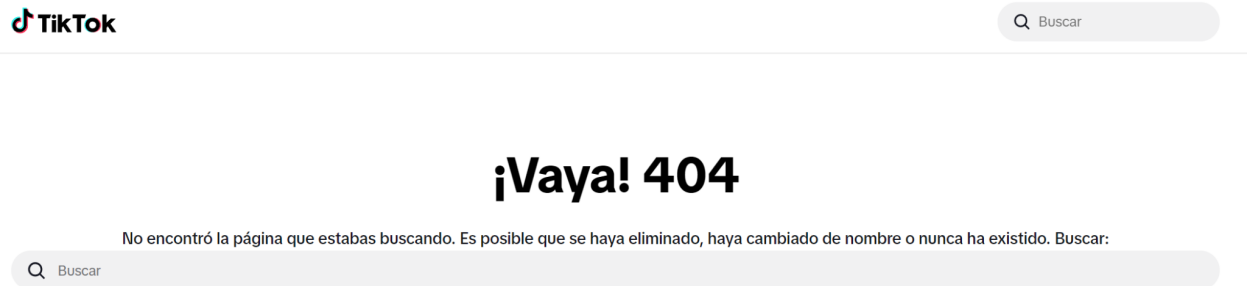 TikTok
Buscar
¡Vaya! 404
No encontró la página que estabas buscando. Es posible que se haya eliminado, haya cambiado de nombre o nunca ha existido. Buscar:
Buscar